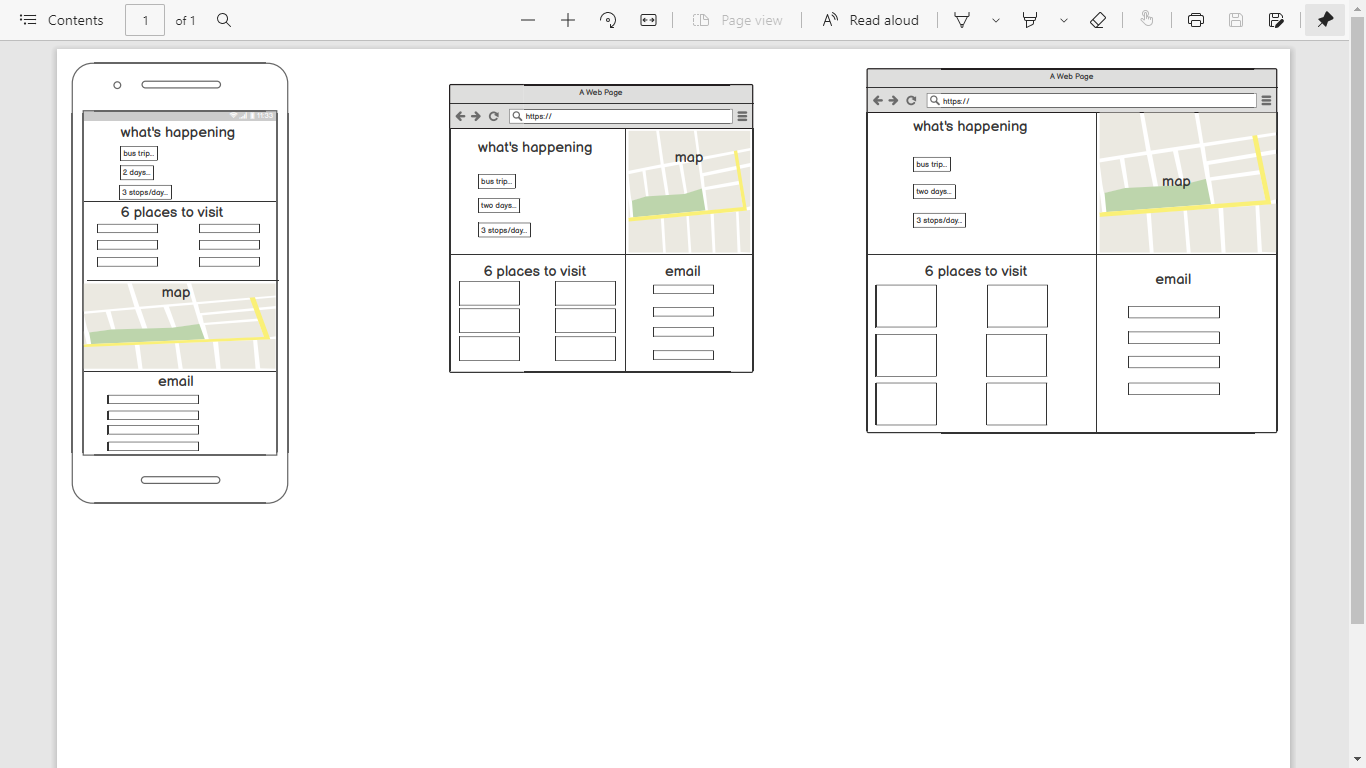 Contents 1 of 1 Page view Read aloud
11:33
what's happening
bus trip...
2 days...
3 stops/day...
6 places to visit
map
email
A Web Page
https://
what's happening
bus trip...
two days...
3 stops/day...
map
6 places to visit
email
A Web Page
https://
what's happening
bus trip...
two days...
3 stops/day...
map
6 places to visit
email